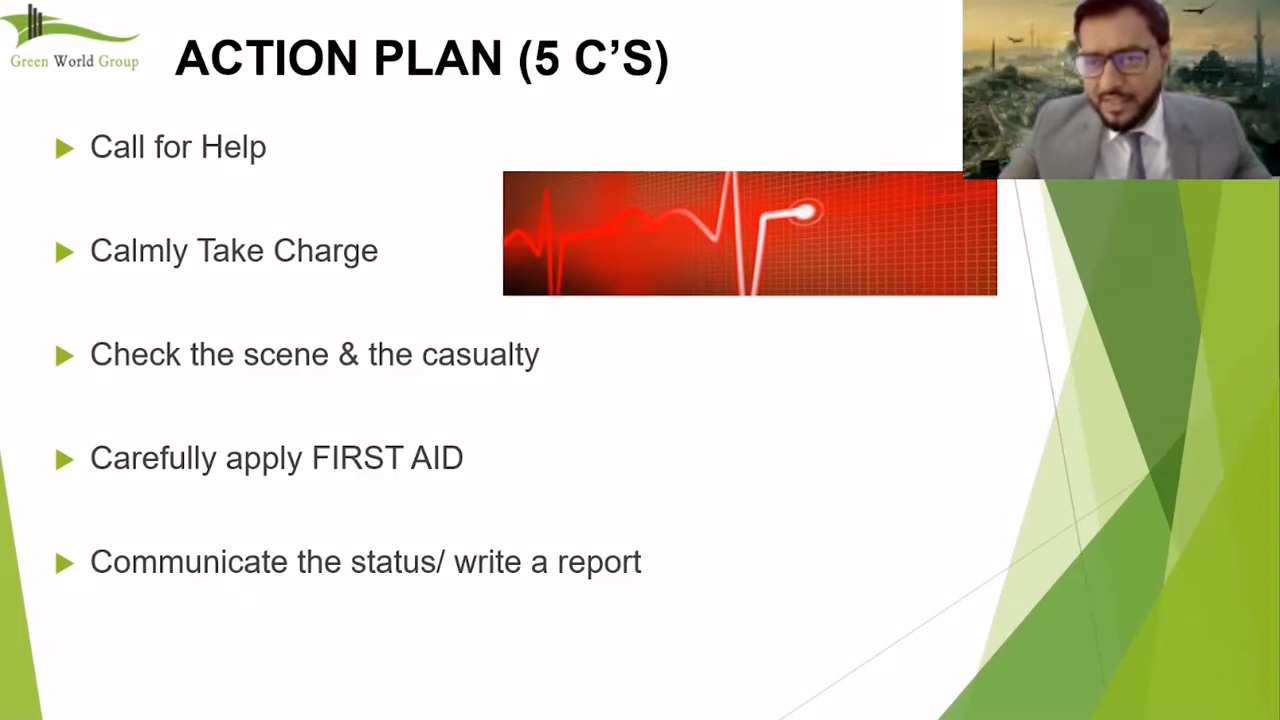 Green World Group
ACTION PLAN (5 C’S)
Call for Help
Calmly Take Charge
Check the scene & the casualty
Carefully apply FIRST AID
Communicate the status/ write a report